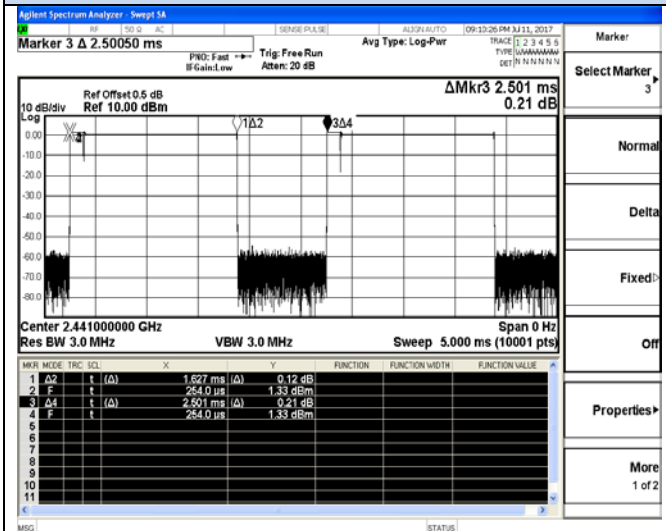 Agilent Spectrum Analyzer - Swept SA
RF 50 Ω AC SENSE:PULSE ALIGN AUTO 09:10:26 PM Jul 11, 2017
Marker 3 Δ 2.50050 ms
PNO: Fast
IFGain:Low
Trig: Free Run
Atten: 20 dB
Avg Type: Log-Pwr
TRACE 1 2 3 4 5 6
TYPE
DET N N N N N N
Ref Offset 0.5 dB
10 dB/div Ref 10.00 dBm
ΔMkr3 2.501 ms
0.21 dB
Log
1Δ2
3Δ4
0.00
-10.0
-20.0
-30.0
-40.0
-50.0
-60.0
-70.0
-80.0
Center 2.441000000 GHz
Span 0 Hz
Res BW 3.0 MHz VBW 3.0 MHz Sweep 5.000 ms (10001 pts)
MKR MODE TRC SCL X Y FUNCTION FUNCTION WIDTH FUNCTION VALUE
1 Δ2 t (Δ) 1.627 ms (Δ) 0.12 dB
2 F t 254.0 µs 1.33 dBm
3 Δ4 t (Δ) 2.501 ms (Δ) 0.21 dB
4 F t 254.0 µs 1.33 dBm
5
6
7
8
9
10
11
MSG STATUS
Marker
Select Marker
3
Normal
Delta
Fixed
Off
Properties
More
1 of 2